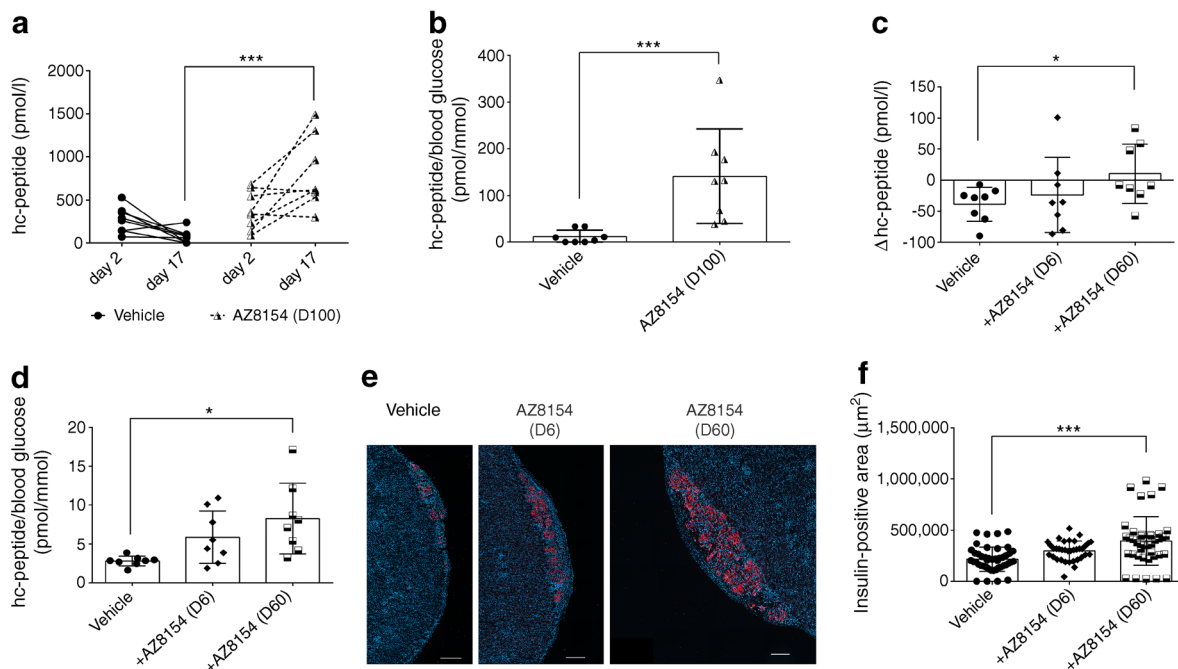 a
hc-peptide (pmol/l)
2000
1500
1000
500
0
***
day 2
day 17
day 2
day 17
Vehicle
AZ8154 (D100)
b
hc-peptide/blood glucose
(pmol/mmol)
400
300
200
100
0
***
Vehicle
AZ8154 (D100)
c
Δhc-peptide (pmol/l)
150
100
50
0
-50
-100
*
Vehicle
+AZ8154 (D6)
+AZ8154 (D60)
d
hc-peptide/blood glucose
(pmol/mmol)
20
15
10
5
0
*
Vehicle
+AZ8154 (D6)
+AZ8154 (D60)
e
Vehicle
AZ8154
(D6)
AZ8154
(D60)
f
Insulin-positive area (μm²)
1,500,000
1,000,000
500,000
0
***
Vehicle
+AZ8154 (D6)
+AZ8154 (D60)